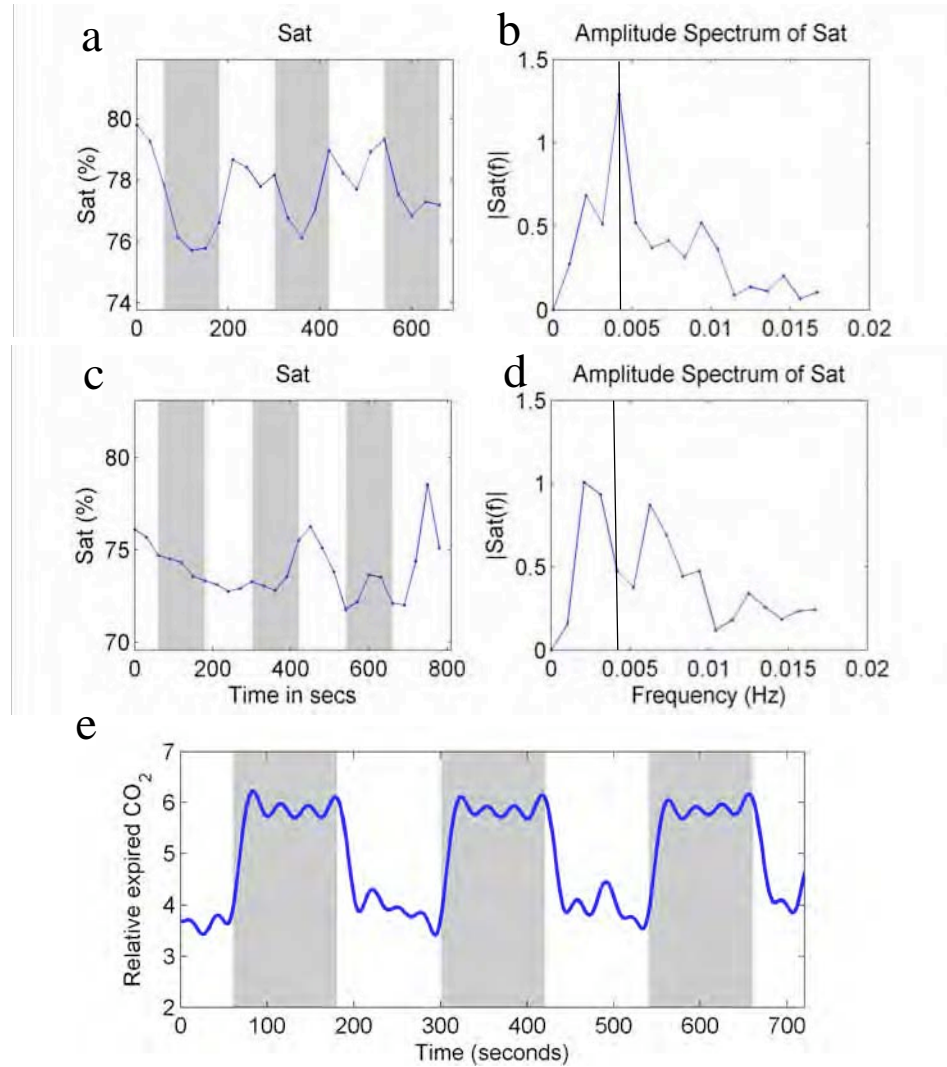 a
Sat
Sat (%)
80
78
76
74
0
200
400
600
b
Amplitude Spectrum of Sat
|Sat(f)|
1.5
1
0.5
0
0
0.005
0.01
0.015
0.02
c
Sat
Sat (%)
80
75
70
0
200
400
600
800
Time in secs
d
Amplitude Spectrum of Sat
|Sat(f)|
1.5
1
0.5
0
0
0.005
0.01
0.015
0.02
Frequency (Hz)
e
Relative expired CO2
7
6
5
4
3
2
0
100
200
300
400
500
600
700
Time (seconds)